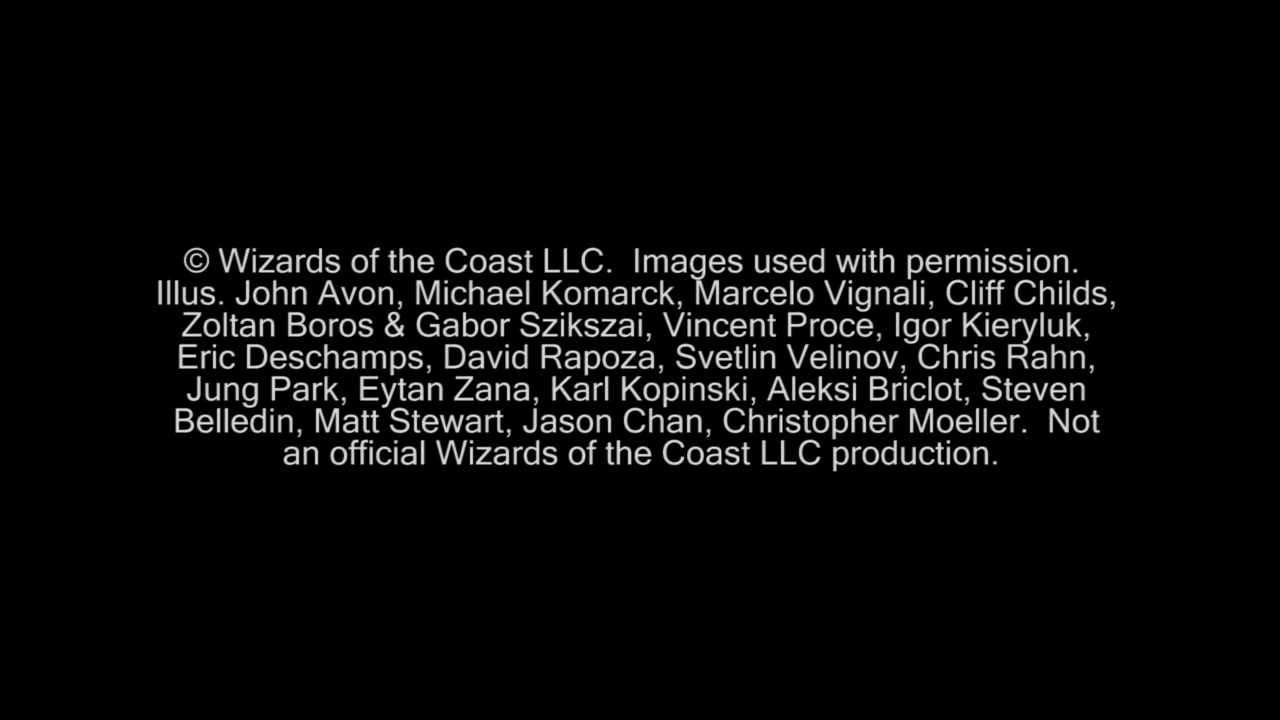 © Wizards of the Coast LLC.  Images used with permission.
Illus. John Avon, Michael Komarck, Marcelo Vignali, Cliff Childs,
Zoltan Boros & Gabor Szikszai, Vincent Proce, Igor Kieryluk,
Eric Deschamps, David Rapoza, Svetlin Velinov, Chris Rahn,
Jung Park, Eytan Zana, Karl Kopinski, Aleksi Briclot, Steven
Belledin, Matt Stewart, Jason Chan, Christopher Moeller.  Not
an official Wizards of the Coast LLC production.